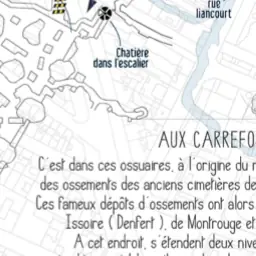 rue
liancourt
Chatière
dans l'escalier
AUX CARREFO
C'est dans ces ossuaires, à l'origine du
des ossements des anciens cimetières de
Ces fameux dépôts d'ossements ont alors
Issoire ( Denfert ), de Montrouge et
A cet endroit, s'étendent deux nive